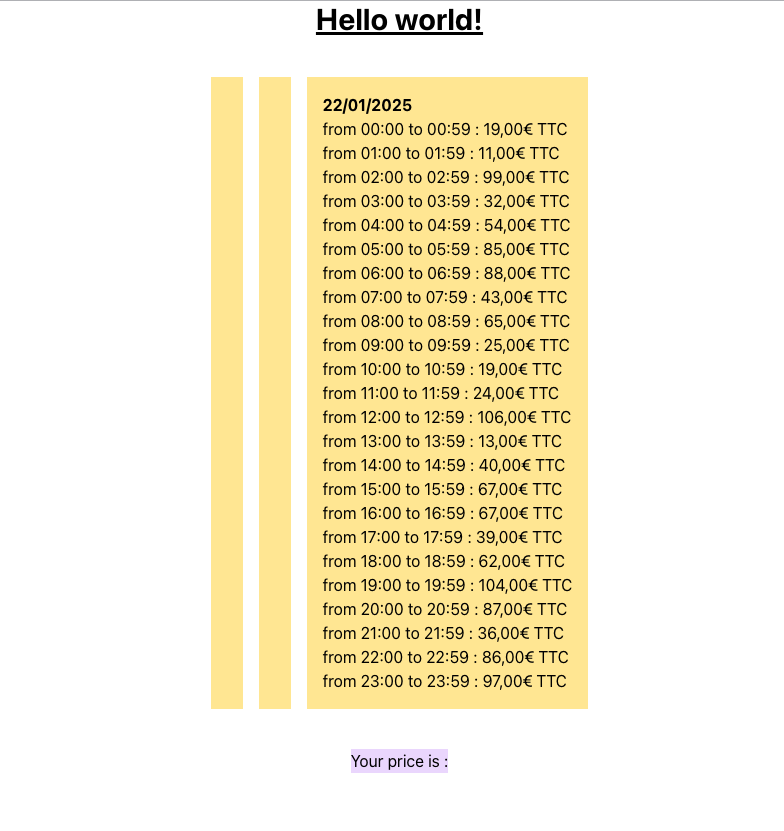 Hello world!
22/01/2025
from 00:00 to 00:59 : 19,00€ TTC
from 01:00 to 01:59 : 11,00€ TTC
from 02:00 to 02:59 : 99,00€ TTC
from 03:00 to 03:59 : 32,00€ TTC
from 04:00 to 04:59 : 54,00€ TTC
from 05:00 to 05:59 : 85,00€ TTC
from 06:00 to 06:59 : 88,00€ TTC
from 07:00 to 07:59 : 43,00€ TTC
from 08:00 to 08:59 : 65,00€ TTC
from 09:00 to 09:59 : 25,00€ TTC
from 10:00 to 10:59 : 19,00€ TTC
from 11:00 to 11:59 : 24,00€ TTC
from 12:00 to 12:59 : 106,00€ TTC
from 13:00 to 13:59 : 13,00€ TTC
from 14:00 to 14:59 : 40,00€ TTC
from 15:00 to 15:59 : 67,00€ TTC
from 16:00 to 16:59 : 67,00€ TTC
from 17:00 to 17:59 : 39,00€ TTC
from 18:00 to 18:59 : 62,00€ TTC
from 19:00 to 19:59 : 104,00€ TTC
from 20:00 to 20:59 : 87,00€ TTC
from 21:00 to 21:59 : 36,00€ TTC
from 22:00 to 22:59 : 86,00€ TTC
from 23:00 to 23:59 : 97,00€ TTC
Your price is :